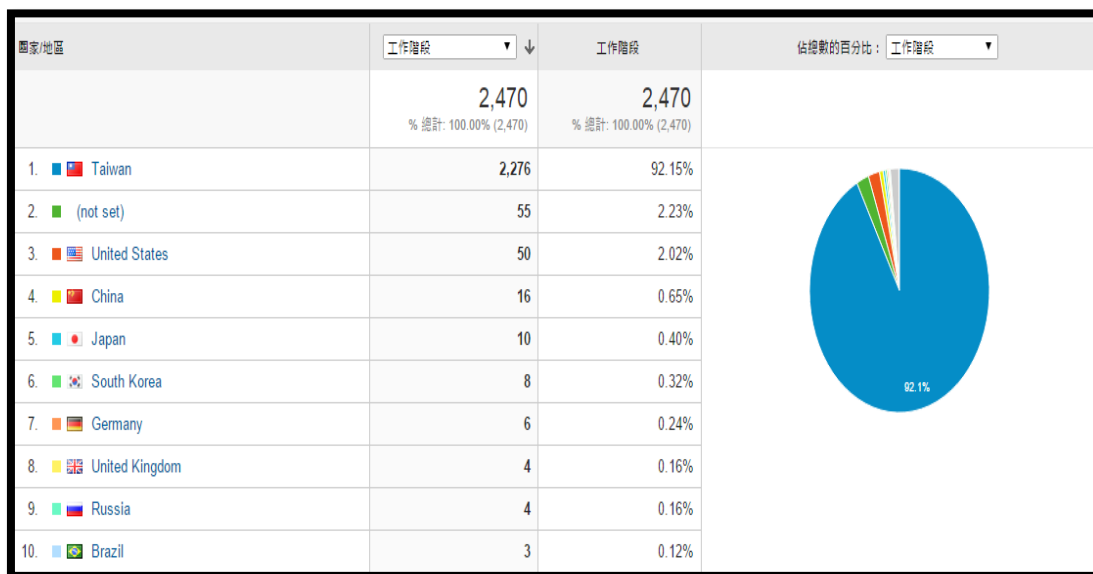 國家/地區 工作階段 工作階段 佔總數的百分比： 工作階段
2,470 2,470
% 總計: 100.00% (2,470) % 總計: 100.00% (2,470)
1. Taiwan 2,276 92.15%
2. (not set) 55 2.23%
3. United States 50 2.02%
4. China 16 0.65%
5. Japan 10 0.40%
6. South Korea 8 0.32%
7. Germany 6 0.24%
8. United Kingdom 4 0.16%
9. Russia 4 0.16%
10. Brazil 3 0.12%
92.1%